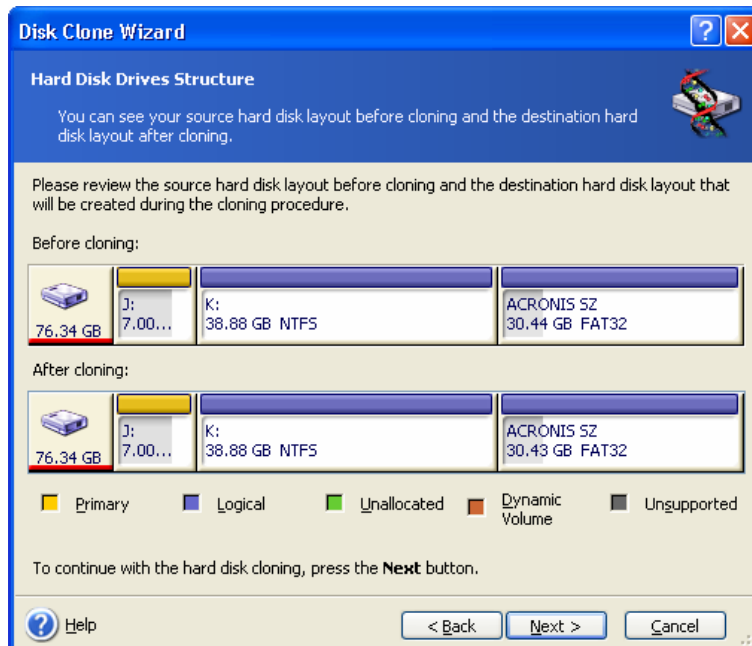 Disk Clone Wizard
Hard Disk Drives Structure
You can see your source hard disk layout before cloning and the destination hard
disk layout after cloning.
Please review the source hard disk layout before cloning and the destination hard disk layout that
will be created during the cloning procedure.
Before cloning:
76.34 GB
J:
7.00...
K:
38.88 GB NTFS
ACRONIS SZ
30.44 GB FAT32
After cloning:
76.34 GB
J:
7.00...
K:
38.88 GB NTFS
ACRONIS SZ
30.43 GB FAT32
Primary
Logical
Unallocated
Dynamic
Volume
Unsupported
To continue with the hard disk cloning, press the Next button.
? Help
< Back
Next >
Cancel